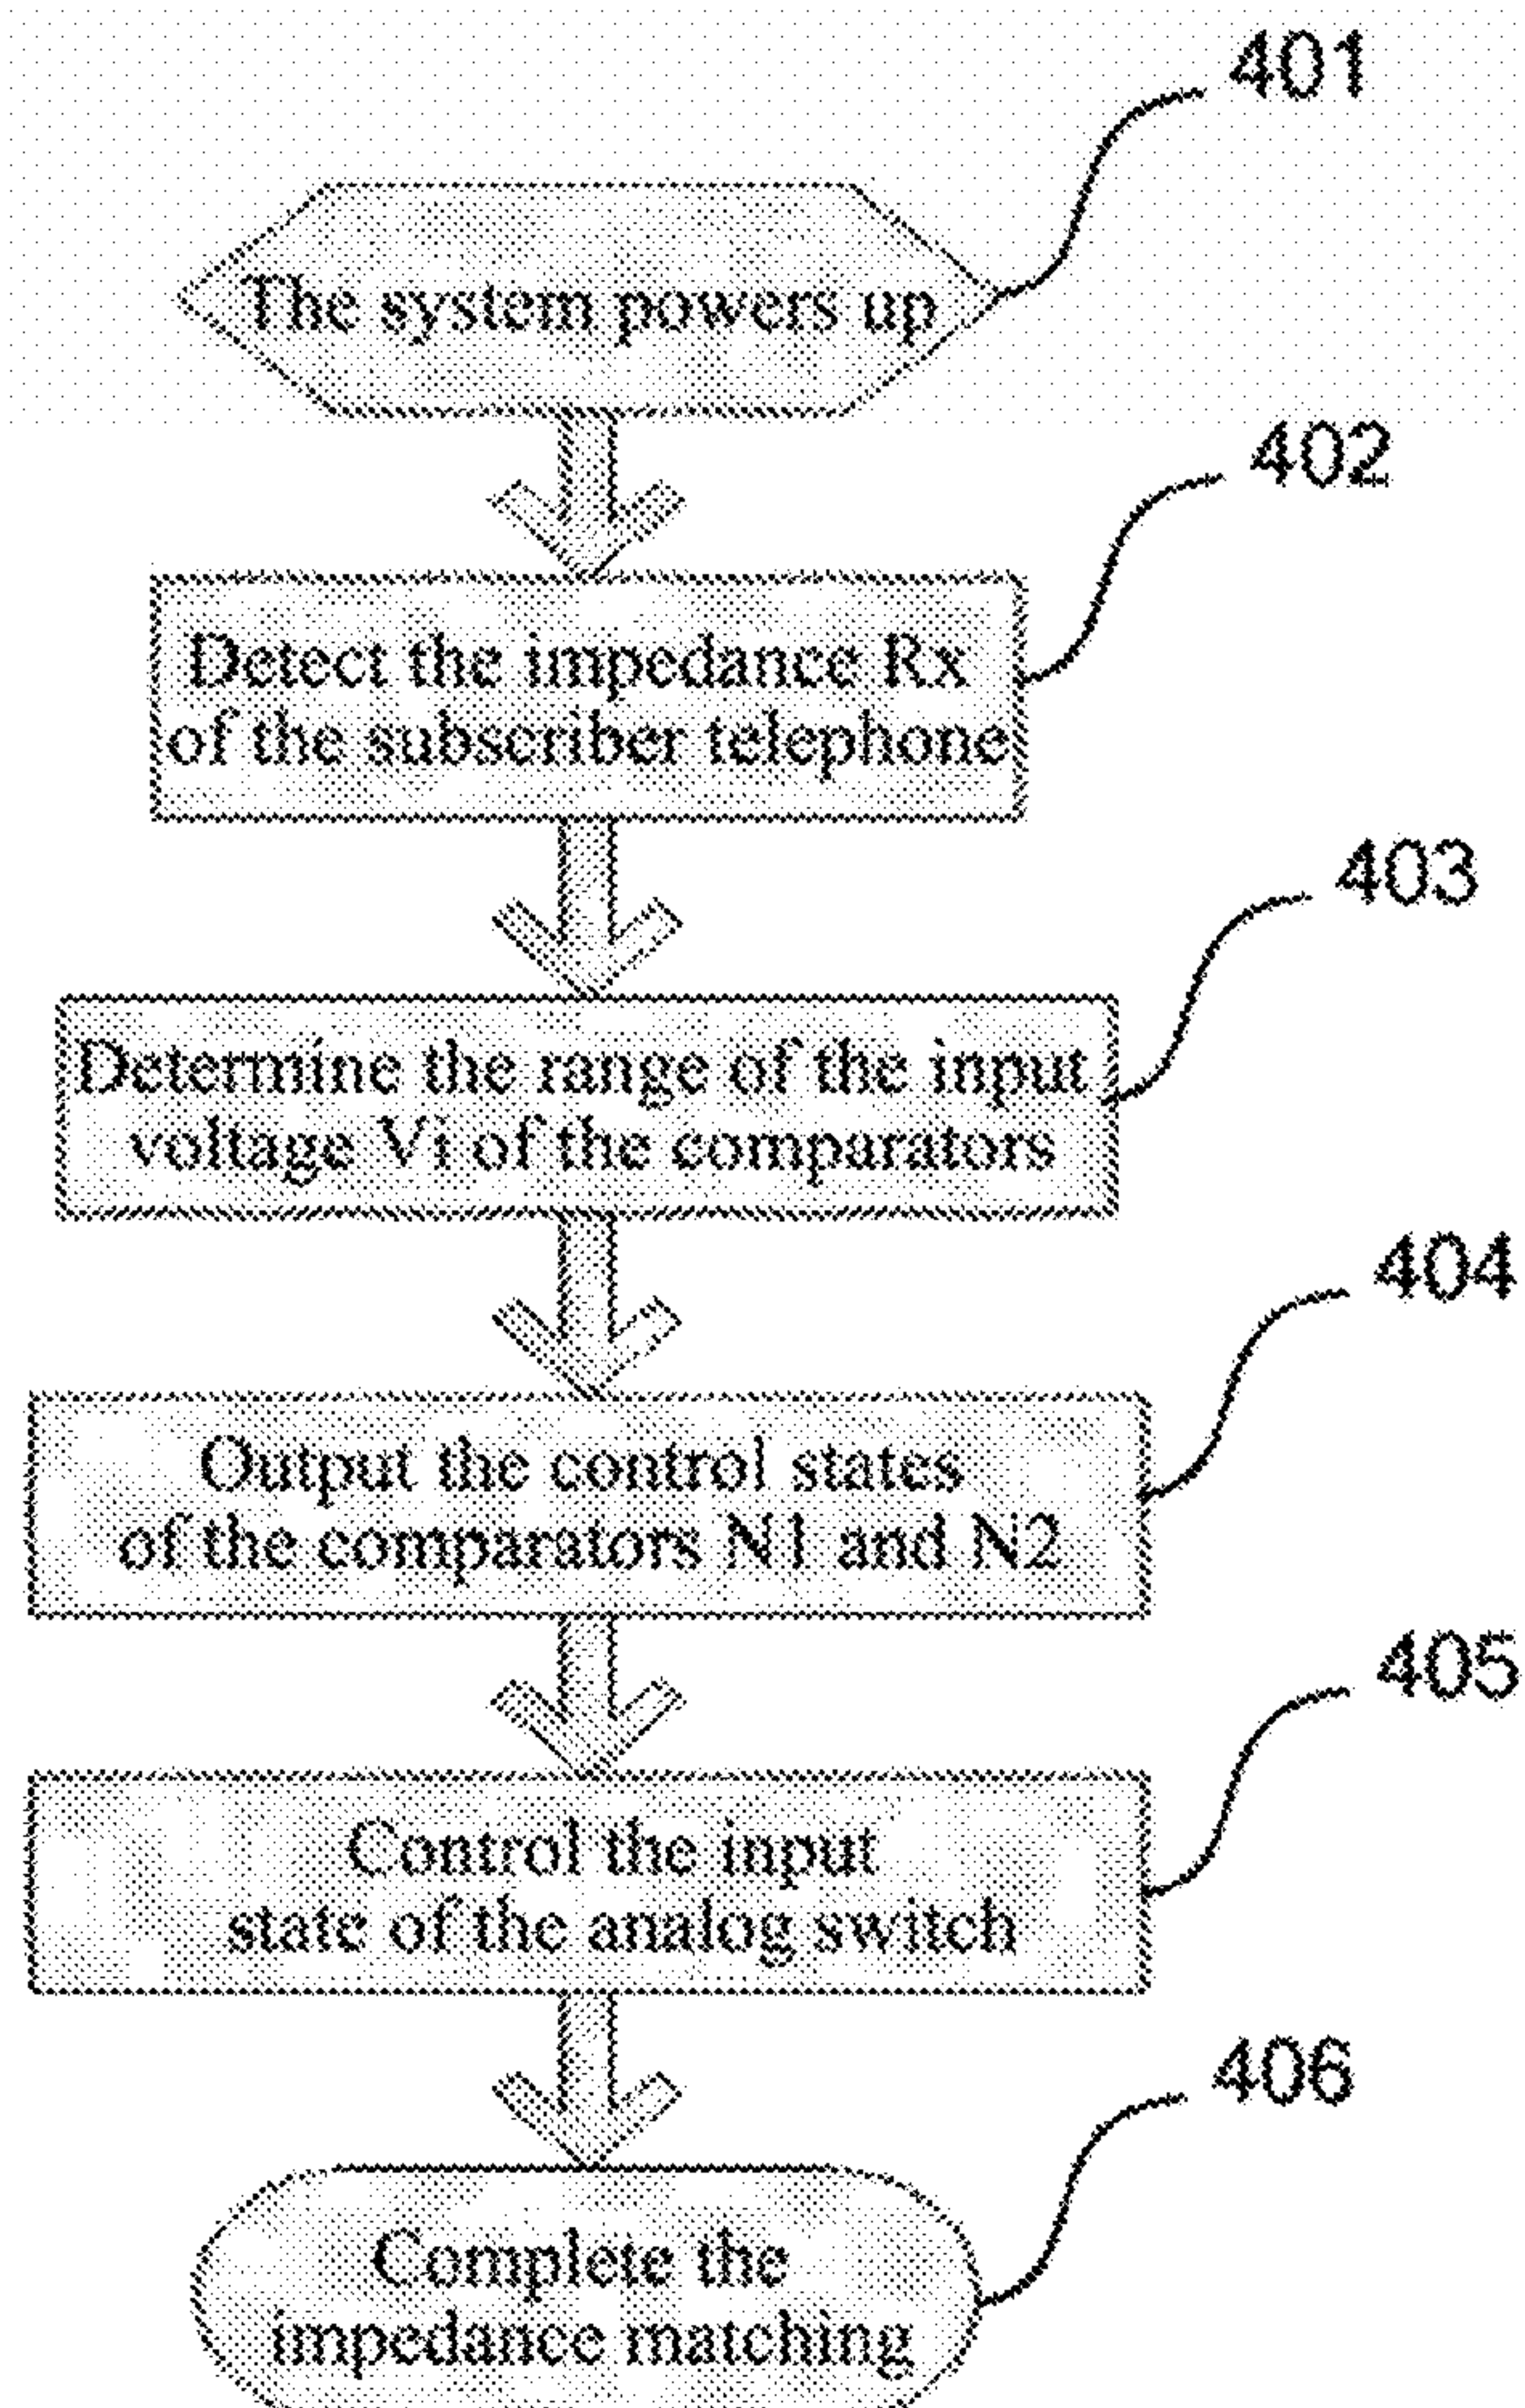 401
The system powers up
402
Detect the impedance Rx
of the subscriber telephone
403
Determine the range of the input
voltage Vi of the comparators
404
Output the control states
of the comparators N1 and N2
405
Control the input
state of the analog switch
406
Complete the
impedance matching